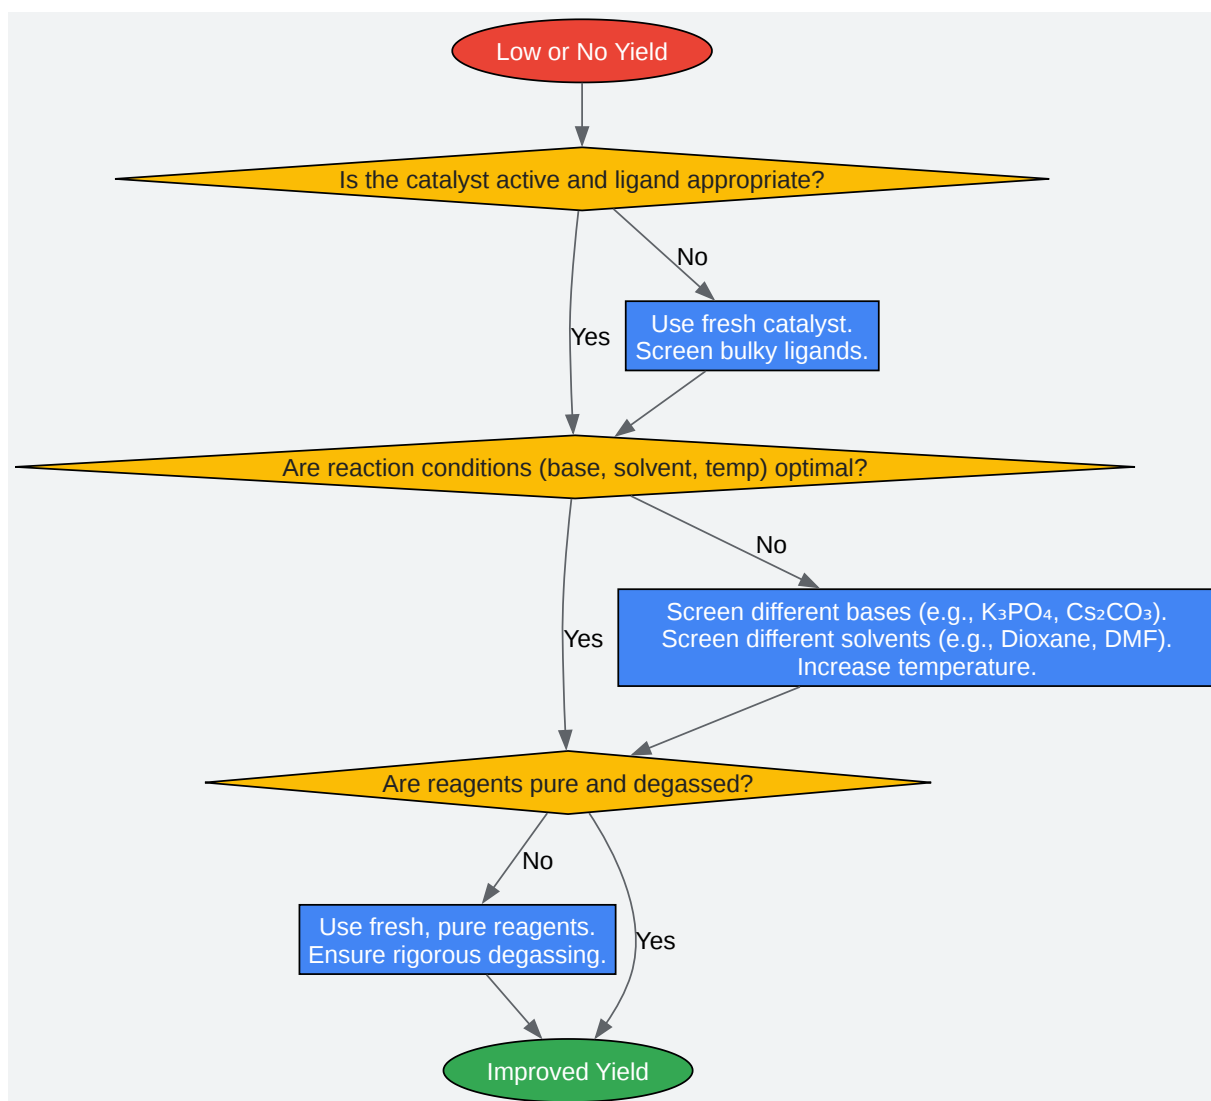 Low or No Yield
Is the catalyst active and ligand appropriate?
No
Yes
Use fresh catalyst.
Screen bulky ligands.
Are reaction conditions (base, solvent, temp) optimal?
No
Yes
Screen different bases (e.g., K₃PO₄, Cs₂CO₃).
Screen different solvents (e.g., Dioxane, DMF).
Increase temperature.
Are reagents pure and degassed?
No
Use fresh, pure reagents.
Ensure rigorous degassing.
Yes
Improved Yield